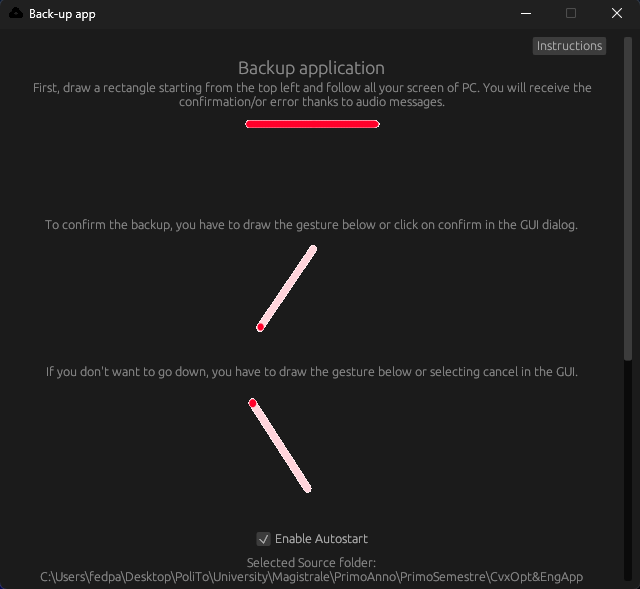 Back-up app
Instructions
Backup application
First, draw a rectangle starting from the top left and follow all your screen of PC. You will receive the
confirmation/or error thanks to audio messages.
To confirm the backup, you have to draw the gesture below or click on confirm in the GUI dialog.
If you don't want to go down, you have to draw the gesture below or selecting cancel in the GUI.
Enable Autostart
Selected Source folder:
C:\Users\fedpa\Desktop\PoliTo\University\Magistrale\PrimoAnno\PrimoSemestre\CvxOpt&EngApp